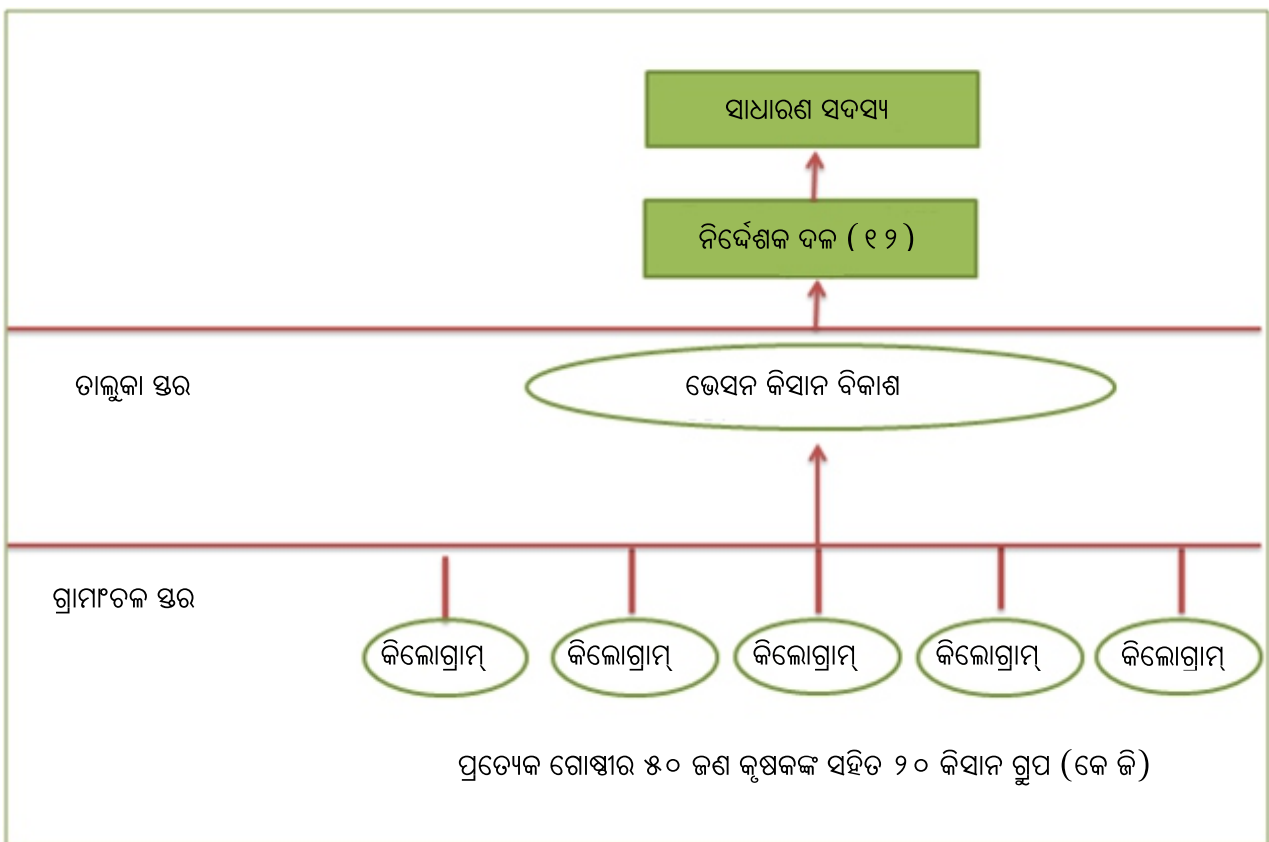 ସାଧାରଣ ସଦସ୍ୟ
ନିର୍ଦ୍ଦେଶକ ଦଳ (୧୨)
ତାଲୁକା ସ୍ତର
ଭେସନ କିସାନ ବିକାଶ
ଗ୍ରାମାଂଚଳ ସ୍ତର
କିଲୋଗ୍ରାମ୍
କିଲୋଗ୍ରାମ୍
କିଲୋଗ୍ରାମ୍
କିଲୋଗ୍ରାମ୍
କିଲୋଗ୍ରାମ୍
ପ୍ରତ୍ୟେକ ଗୋଷ୍ଠୀର ୫୦ ଜଣ କୃଷକଙ୍କ ସହିତ ୨୦ କିସାନ ଗ୍ରୁପ (କେ ଜି)